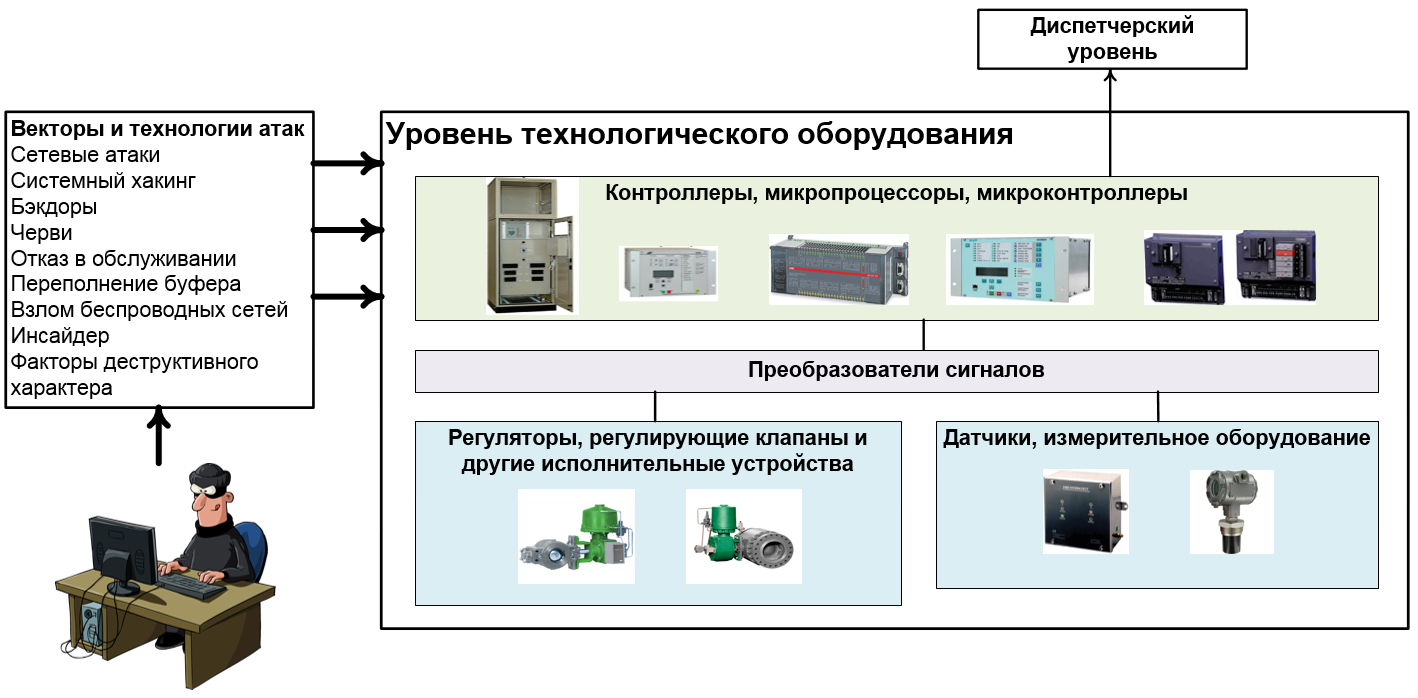 Диспетчерский
уровень
Векторы и технологии атак
Сетевые атаки
Системный хакинг
Бэкдоры
Черви
Отказ в обслуживании
Переполнение буфера
Взлом беспроводных сетей
Инсайдер
Факторы деструктивного
характера
Уровень технологического оборудования
Контроллеры, микропроцессоры, микроконтроллеры
Преобразователи сигналов
Регуляторы, регулирующие клапаны и
другие исполнительные устройства
Датчики, измерительное оборудование